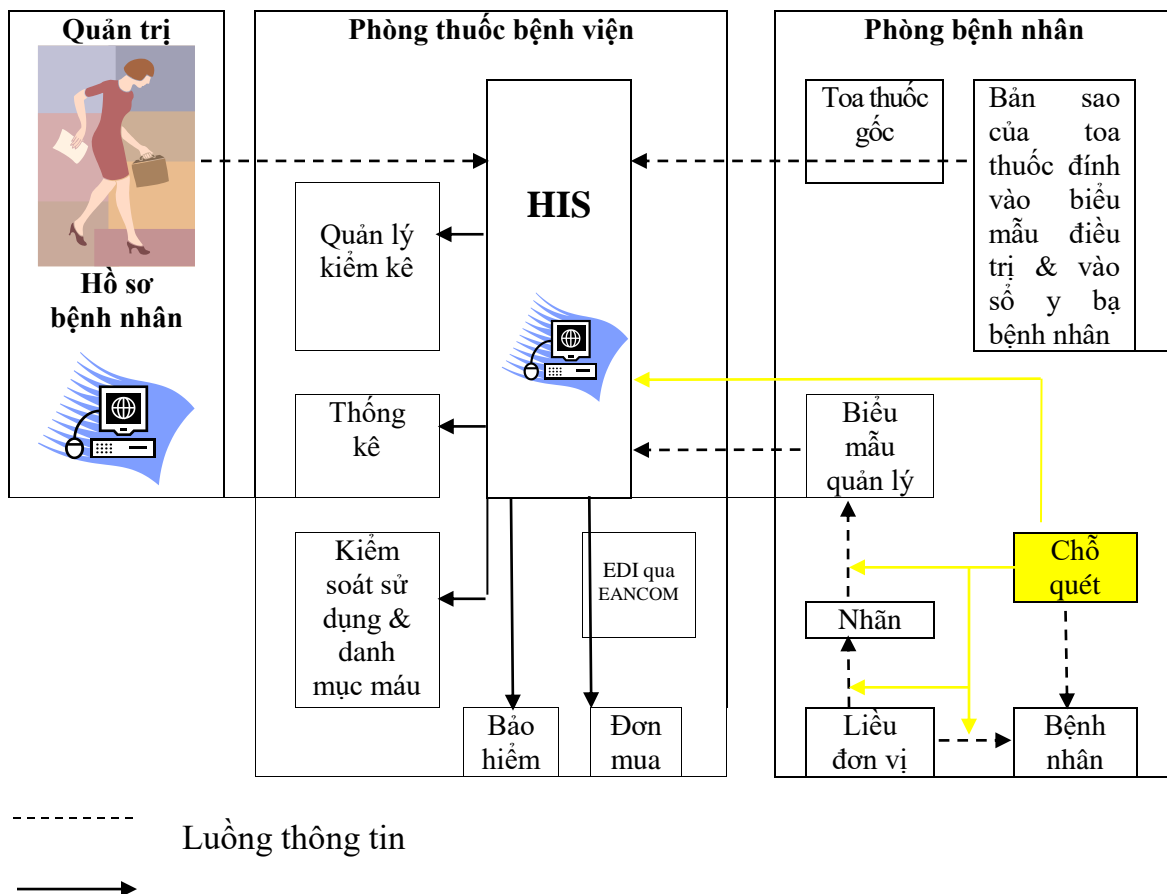 Quản trị
Hồ sơ
bệnh nhân
Phòng thuốc bệnh viện
HIS
Quản lý
kiểm kê
Thống
kê
Kiểm
soát sử
dụng &
danh
mục máu
EDI qua
EANCOM
Bảo
hiểm
Đơn
mua
Phòng bệnh nhân
Toa thuốc
gốc
Bản sao
của toa
thuốc đính
vào biểu
mẫu điều
trị & vào
sổ y bạ
bệnh nhân
Biểu
mẫu
quản lý
Chỗ
quét
Nhãn
Liều
đơn vị
Bệnh
nhân
Luồng thông tin